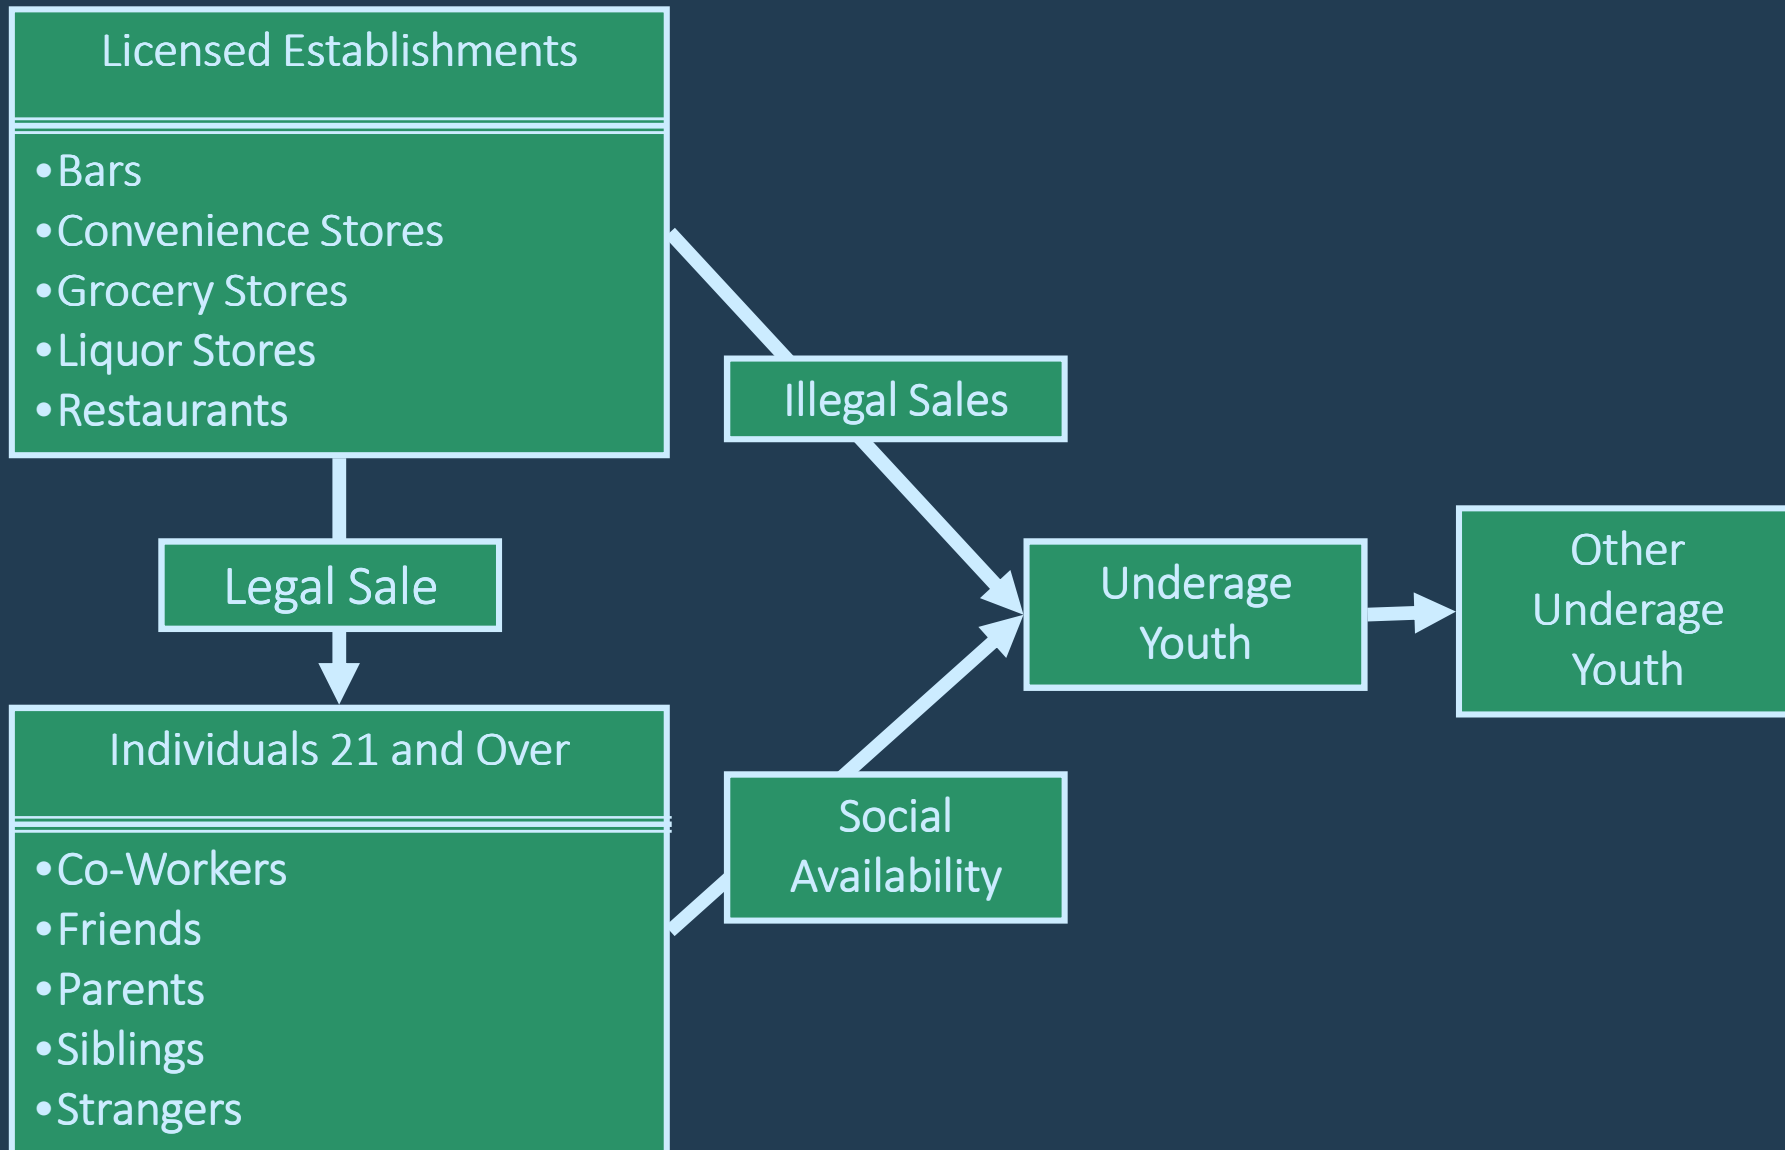 Licensed Establishments
•Bars
•Convenience Stores
•Grocery Stores
•Liquor Stores
•Restaurants
Illegal Sales
Legal Sale
Underage
Youth
Other
Underage
Youth
Individuals 21 and Over
•Co-Workers
•Friends
•Parents
•Siblings
•Strangers
Social
Availability